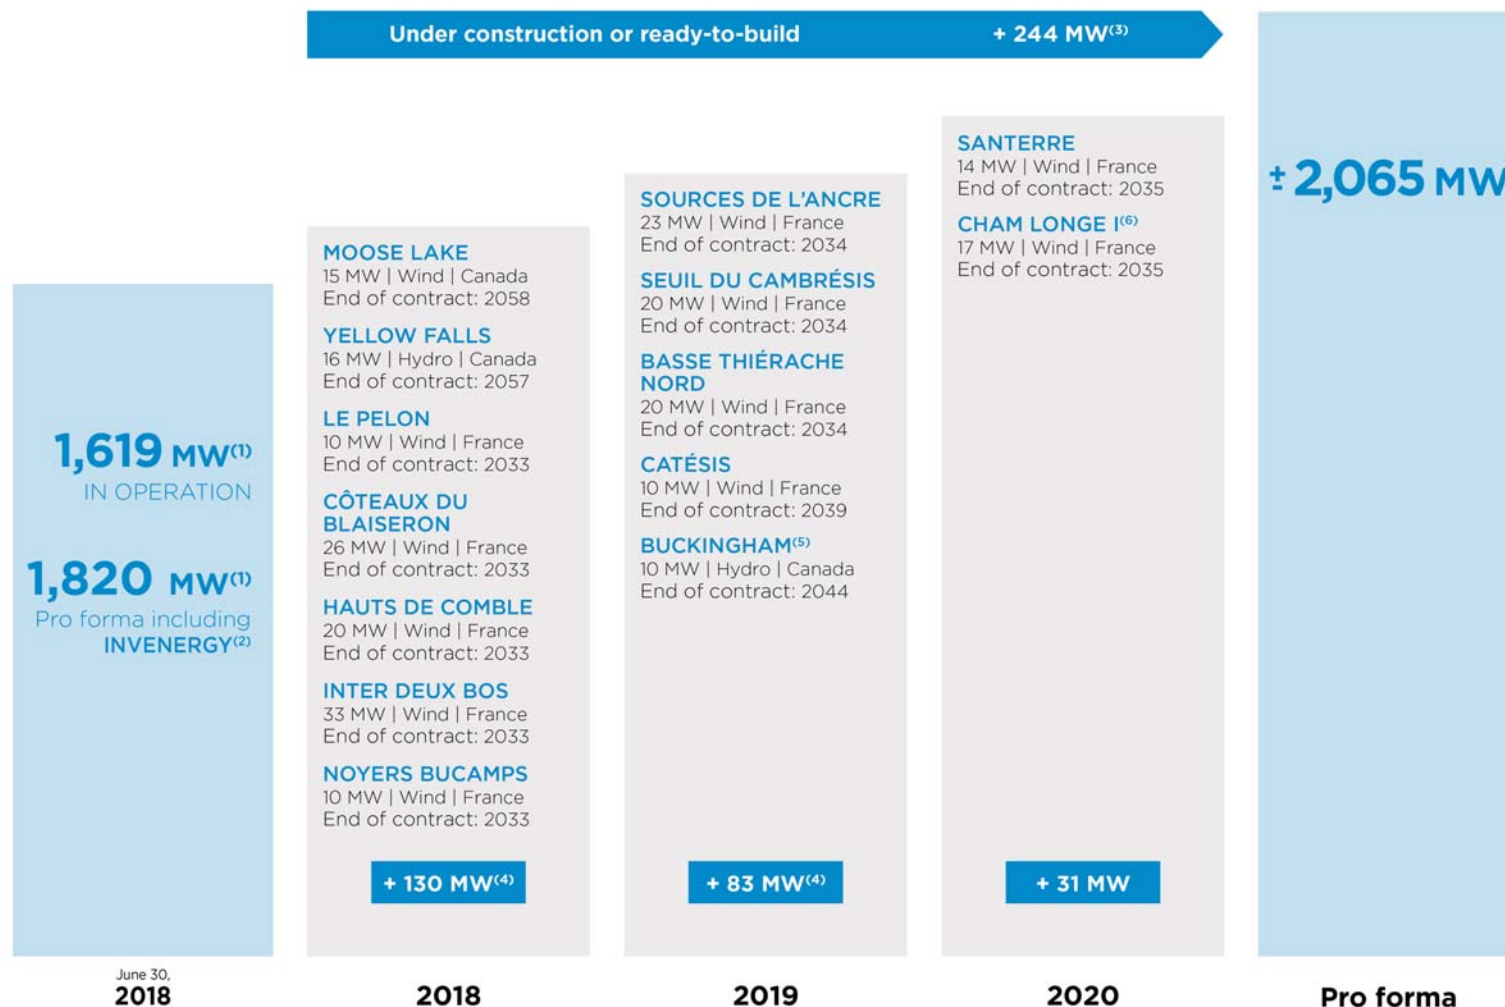 Under construction or ready-to-build + 244 MW(3)
1,619 MW(1)
IN OPERATION
1,820 MW(1)
Pro forma including
INVENERGY(2)
June 30,
2018
MOOSE LAKE
15 MW | Wind | Canada
End of contract: 2058
YELLOW FALLS
16 MW | Hydro | Canada
End of contract: 2057
LE PELON
10 MW | Wind | France
End of contract: 2033
CÔTEAUX DU
BLAISERON
26 MW | Wind | France
End of contract: 2033
HAUTS DE COMBLE
20 MW | Wind | France
End of contract: 2033
INTER DEUX BOS
33 MW | Wind | France
End of contract: 2033
NOYERS BUCAMPS
10 MW | Wind | France
End of contract: 2033
+ 130 MW(4)
2018
SOURCES DE L'ANCRE
23 MW | Wind | France
End of contract: 2034
SEUIL DU CAMBRÉSIS
20 MW | Wind | France
End of contract: 2034
BASSE THIÉRACHE
NORD
20 MW | Wind | France
End of contract: 2034
CATÉSIS
10 MW | Wind | France
End of contract: 2039
BUCKINGHAM(5)
10 MW | Hydro | Canada
End of contract: 2044
+ 83 MW(4)
2019
SANTERRE
14 MW | Wind | France
End of contract: 2035
CHAM LONGE I(6)
17 MW | Wind | France
End of contract: 2035
+ 31 MW
2020
± 2,065 MW
Pro forma